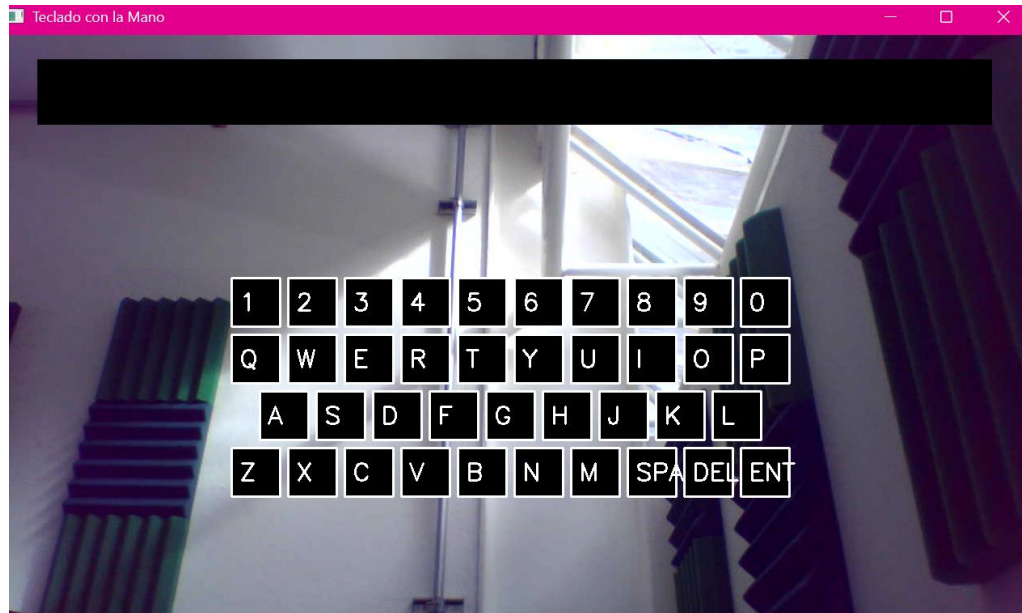 Teclado con la Mano
1 2 3 4 5 6 7 8 9 0
Q W E R T Y U I O P
A S D F G H J K L
Z X C V B N M SPA DEL ENT